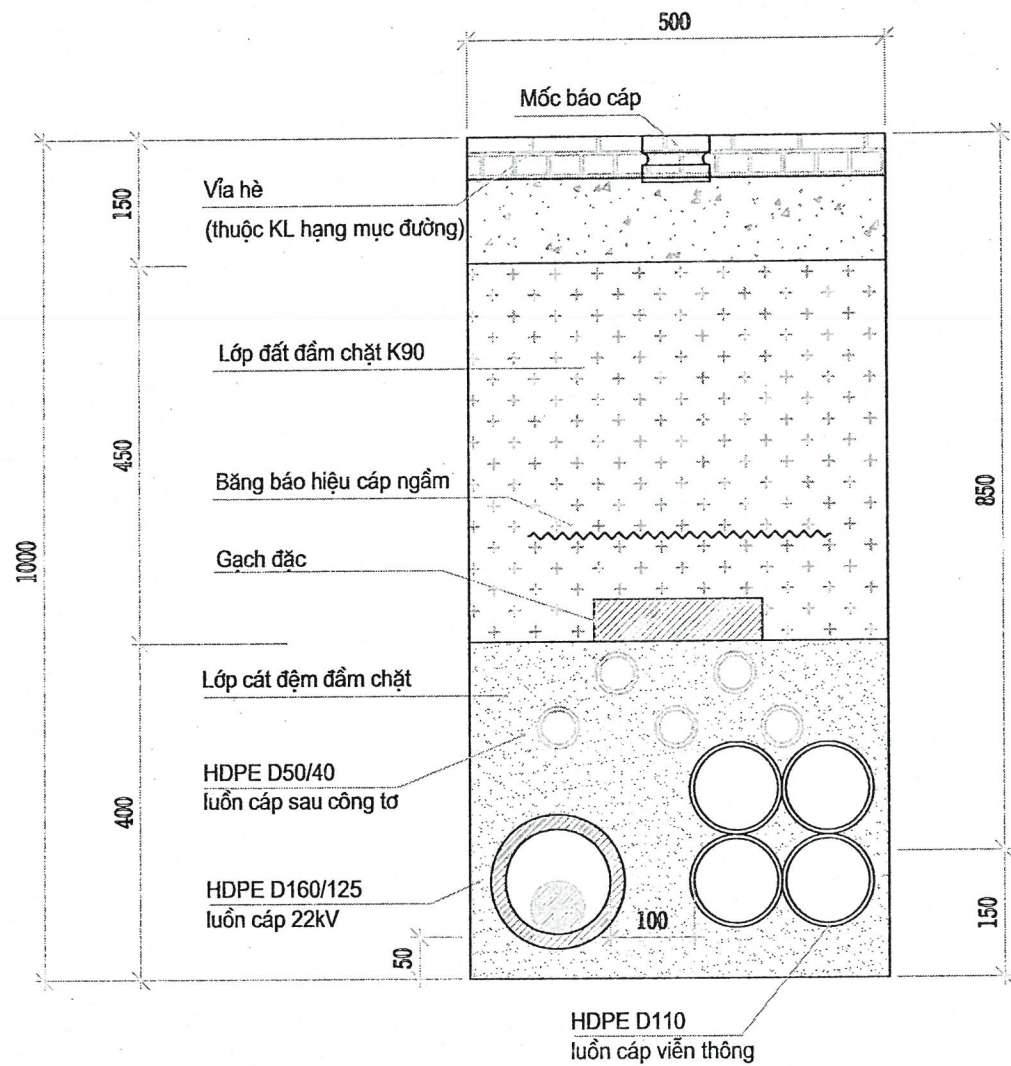 500
Mốc báo cáp
150
Vỉa hè
(thuộc KL hạng mục đường)
Lớp đất đầm chặt K90
450
Băng báo hiệu cáp ngầm
850
1000
Gạch đặc
Lớp cát đệm đầm chặt
HDPE D50/40
luồn cáp sau công tơ
400
HDPE D160/125
luồn cáp 22kV
100
150
50
HDPE D110
luồn cáp viễn thông